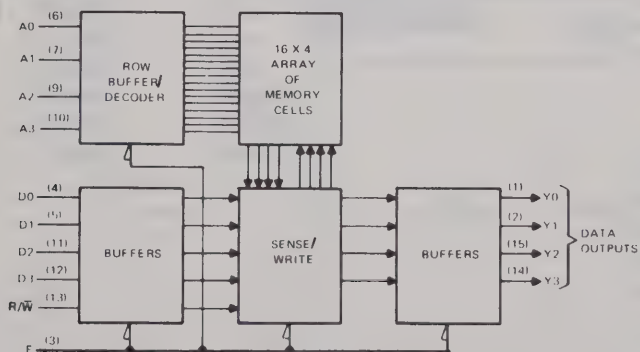 A0 (6)
A1 (7)
A2 (9)
A3 (10)
ROW
BUFFER/
DECODER
16 X 4
ARRAY
OF
MEMORY
CELLS
D0 (4)
D1 (5)
D2 (11)
D3 (12)
R/W̅ (13)
E (3)
BUFFERS
SENSE/
WRITE
BUFFERS
(1) Y0
(2) Y1
(15) Y2
(14) Y3
DATA
OUTPUTS